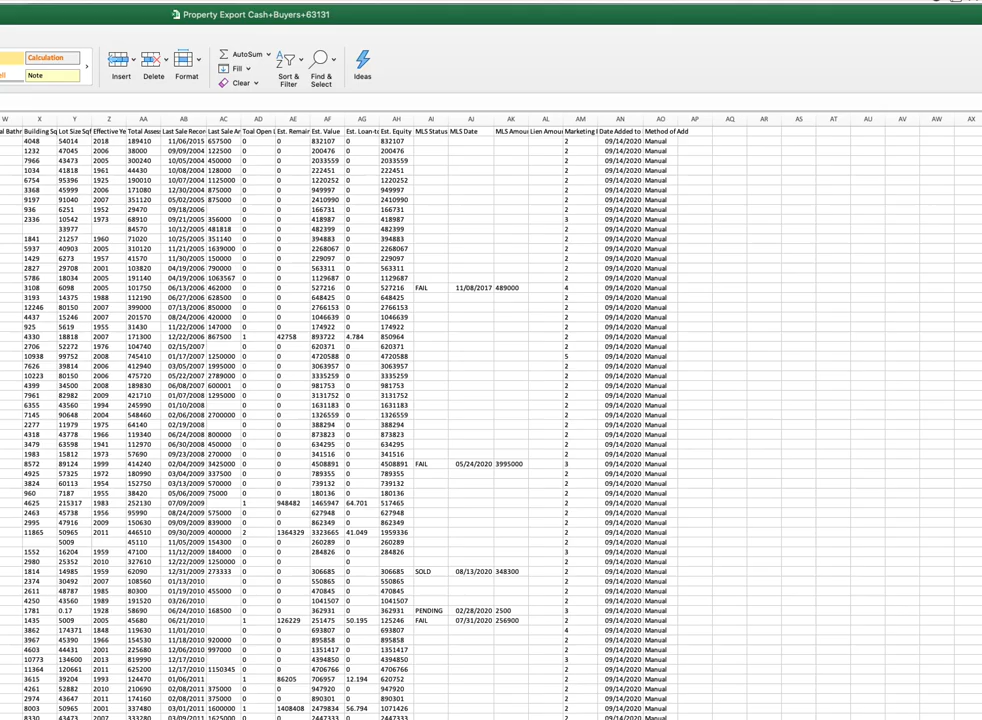 Property Export Cash+Buyers+63131
Calculation
Note
Insert
Delete
Format
AutoSum
Fill
Clear
Sort & Filter
Find & Select
Ideas
W X Y Z AA AB AC AD AE AF AG AH AI AJ AK AL AM AN AO AP AQ AR AS AT AU AV AW AX
al Bathr Building Sq Lot Size Sqf Effective Ye Total Assess Last Sale Recor Last Sale Ar Toal Open L Est. Remain Est. Value Est. Loan-to Est. Equity MLS Status MLS Date MLS Amou Lien Amou Marketing l Date Added to Method of Add
4048 54014 2018 189410 11/06/2015 657500 0 0 832107 0 832107 2 09/14/2020 Manual
1232 47045 2006 38000 09/09/2004 122500 0 0 200476 0 200476 2 09/14/2020 Manual
7966 43473 2005 300240 10/05/2004 450000 0 0 2033559 0 2033559 2 09/14/2020 Manual
1034 41818 1961 44430 10/08/2004 128000 0 0 222451 0 222451 2 09/14/2020 Manual
6754 95396 1925 190010 10/07/2004 1125000 0 0 1220252 0 1220252 2 09/14/2020 Manual
3368 45999 2006 171080 12/30/2004 875000 0 0 949997 0 949997 2 09/14/2020 Manual
9197 91040 2007 351120 05/02/2005 875000 0 0 2410990 0 2410990 2 09/14/2020 Manual
936 6251 1952 29470 09/18/2006 0 0 166731 0 166731 2 09/14/2020 Manual
2336 10542 1973 68910 09/21/2005 356000 0 0 418987 0 418987 3 09/14/2020 Manual
33977 84570 10/12/2005 481818 0 0 482399 0 482399 2 09/14/2020 Manual
1841 21257 1960 71020 10/25/2005 351140 0 0 394883 0 394883 2 09/14/2020 Manual
5937 40903 2005 310120 11/21/2005 1639000 0 0 2268067 0 2268067 2 09/14/2020 Manual
1429 6273 1957 41570 11/30/2005 150000 0 0 229097 0 229097 2 09/14/2020 Manual
2827 29708 2001 103820 04/19/2006 790000 0 0 563311 0 563311 2 09/14/2020 Manual
5786 18034 2005 191140 04/19/2006 1063567 0 0 1129687 0 1129687 2 09/14/2020 Manual
3108 6098 2005 101750 06/13/2006 462000 0 0 527216 0 527216 FAIL 11/08/2017 489000 4 09/14/2020 Manual
3193 14375 1988 112190 06/27/2006 628500 0 0 648425 0 648425 2 09/14/2020 Manual
12246 80150 2007 399000 07/13/2006 850000 0 0 2766153 0 2766153 2 09/14/2020 Manual
4437 15246 2007 201570 08/24/2006 420000 0 0 1046639 0 1046639 2 09/14/2020 Manual
925 5619 1955 31430 11/22/2006 147000 0 0 174922 0 174922 2 09/14/2020 Manual
4330 18818 2007 171300 12/22/2006 867500 1 42758 893722 4.784 850964 2 09/14/2020 Manual
2706 52272 1976 104740 02/15/2007 0 0 620371 0 620371 2 09/14/2020 Manual
10938 99752 2008 745410 01/17/2007 1250000 0 0 4720588 0 4720588 5 09/14/2020 Manual
7626 39814 2006 412940 03/05/2007 1995000 0 0 3063957 0 3063957 2 09/14/2020 Manual
10223 80150 2006 475720 05/22/2007 2789000 0 0 3335259 0 3335259 2 09/14/2020 Manual
4399 34500 2008 189830 06/08/2007 600001 0 0 981753 0 981753 2 09/14/2020 Manual
7961 82982 2009 421710 01/07/2008 1295000 0 0 3131752 0 3131752 2 09/14/2020 Manual
6355 43560 1994 245990 01/10/2008 0 0 1631183 0 1631183 2 09/14/2020 Manual
7145 90648 2004 548460 02/06/2008 2700000 0 0 1326559 0 1326559 2 09/14/2020 Manual
2277 11979 1975 64140 02/19/2008 0 0 388294 0 388294 2 09/14/2020 Manual
4318 43778 1966 119340 06/24/2008 800000 0 0 873823 0 873823 2 09/14/2020 Manual
3479 63598 1941 112970 06/30/2008 450000 0 0 634295 0 634295 2 09/14/2020 Manual
1983 15812 1973 57690 09/23/2008 270000 0 0 341516 0 341516 2 09/14/2020 Manual
8572 89124 1999 414240 02/04/2009 3425000 0 0 4508891 0 4508891 FAIL 05/24/2020 3995000 3 09/14/2020 Manual
4925 57325 1972 180990 03/04/2009 337500 0 0 789355 0 789355 2 09/14/2020 Manual
3824 60113 1954 152750 03/13/2009 570000 0 0 739132 0 739132 2 09/14/2020 Manual
960 7187 1955 38420 05/06/2009 75000 0 0 180136 0 180136 2 09/14/2020 Manual
4625 215317 1983 252130 07/09/2009 1 948482 1465947 64.701 517465 2 09/14/2020 Manual
2463 45738 1956 95990 08/24/2009 575000 0 0 627948 0 627948 2 09/14/2020 Manual
2995 47916 2009 150630 09/09/2009 839000 0 0 862349 0 862349 2 09/14/2020 Manual
11865 50965 2011 446510 09/30/2009 400000 2 1364329 3323665 41.049 1959336 2 09/14/2020 Manual
5009 45110 11/05/2009 154300 0 0 260289 0 260289 2 09/14/2020 Manual
1552 16204 1959 47100 11/12/2009 184000 0 0 284826 0 284826 3 09/14/2020 Manual
2980 25352 2010 327610 12/22/2009 1250000 0 0 2 09/14/2020 Manual
1814 14985 1959 62090 12/31/2009 273333 0 0 306685 0 306685 SOLD 08/13/2020 348300 2 09/14/2020 Manual
2374 30492 2007 108560 01/13/2010 0 0 550865 0 550865 2 09/14/2020 Manual
2611 48787 1985 80300 01/19/2010 455000 0 0 470845 0 470845 2 09/14/2020 Manual
4250 43560 1989 191520 03/26/2010 0 0 1041507 0 1041507 2 09/14/2020 Manual
1781 0.17 1928 58690 06/24/2010 168500 0 0 362931 0 362931 PENDING 02/28/2020 2500 3 09/14/2020 Manual
1435 5009 2005 45680 06/21/2010 1 126229 251475 50.195 125246 FAIL 07/31/2020 256900 2 09/14/2020 Manual
3862 174371 1848 119630 11/01/2010 0 0 693807 0 693807 4 09/14/2020 Manual
3967 45390 1966 154530 11/18/2010 920000 0 0 895858 0 895858 2 09/14/2020 Manual
4603 44431 2001 225680 12/06/2010 997000 0 0 1351417 0 1351417 2 09/14/2020 Manual
10773 134600 2013 819990 12/17/2010 0 0 4394850 0 4394850 3 09/14/2020 Manual
11364 120661 2011 625200 12/17/2010 1150345 0 0 4706766 0 4706766 2 09/14/2020 Manual
3615 39204 1993 124470 01/06/2011 1 86205 706957 12.194 620752 2 09/14/2020 Manual
4261 52882 2010 210690 02/08/2011 375000 0 0 947920 0 947920 2 09/14/2020 Manual
2974 43647 2011 174160 02/08/2011 375000 0 0 890301 0 890301 2 09/14/2020 Manual
8003 50965 2001 337480 03/01/2011 1600000 1 1408408 2479834 56.794 1071426 2 09/14/2020 Manual
8330 43473 2007 333280 03/09/2011 1625000 0 0 2447333 0 2447333 2 09/14/2020 Manual